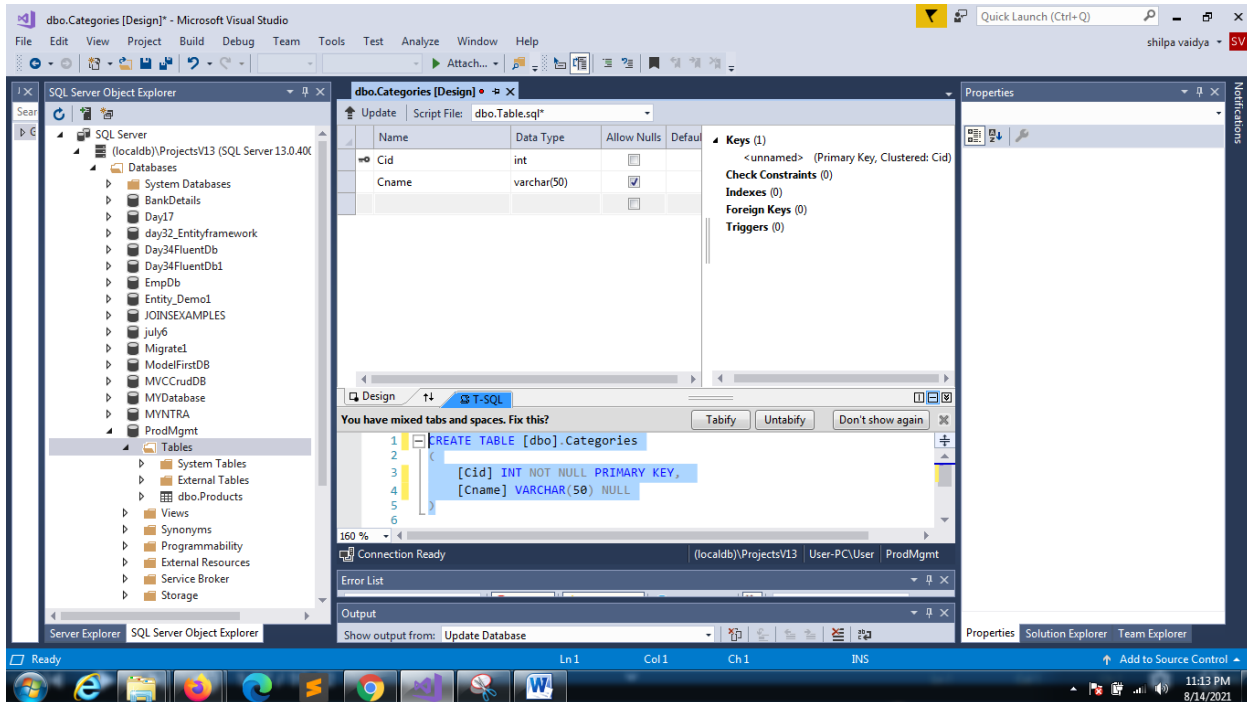 dbo.Categories [Design]* - Microsoft Visual Studio
Quick Launch (Ctrl+Q)
File Edit View Project Build Debug Team Tools Test Analyze Window Help
shilpa vaidya SV
Attach...
SQL Server Object Explorer
Sear
G
SQL Server
(localdb)\ProjectsV13 (SQL Server 13.0.400
Databases
System Databases
BankDetails
Day17
day32_Entityframework
Day34FluentDb
Day34FluentDb1
EmpDb
Entity_Demo1
JOINSEXAMPLES
july6
Migrate1
ModelFirstDB
MVCCrudDB
MYDatabase
MYNTRA
ProdMgmt
Tables
System Tables
External Tables
dbo.Products
Views
Synonyms
Programmability
External Resources
Service Broker
Storage
Server Explorer SQL Server Object Explorer
dbo.Categories [Design]
Update Script File: dbo.Table.sql*
Name Data Type Allow Nulls Defaul
Cid int
Cname varchar(50)
Keys (1)
<unnamed> (Primary Key, Clustered: Cid)
Check Constraints (0)
Indexes (0)
Foreign Keys (0)
Triggers (0)
Design T-SQL
You have mixed tabs and spaces. Fix this? Tabify Untabify Don't show again
1 CREATE TABLE [dbo].Categories
2 (
3 [Cid] INT NOT NULL PRIMARY KEY,
4 [Cname] VARCHAR(50) NULL
5 )
6
160 %
Connection Ready (localdb)\ProjectsV13 User-PC\User ProdMgmt
Error List
Output
Show output from: Update Database
Properties
Properties Solution Explorer Team Explorer
Notifications
Ready Ln 1 Col 1 Ch 1 INS Add to Source Control
11:13 PM
8/14/2021